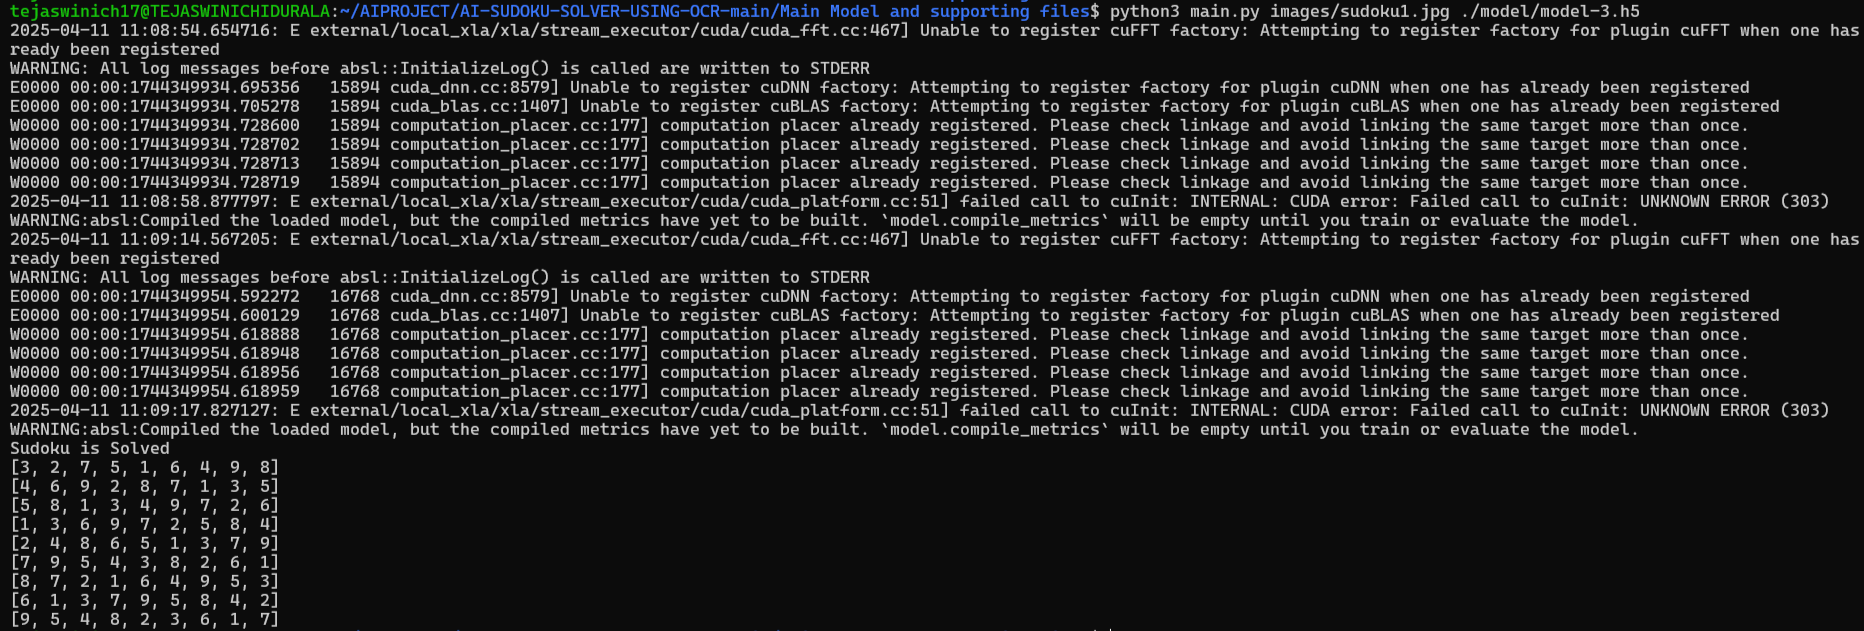 tejaswinich17@TEJASWINICHIDURALA:~/AIPROJECT/AI-SUDOKU-SOLVER-USING-OCR-main/Main Model and supporting files$ python3 main.py images/sudoku1.jpg ./model/model-3.h5
2025-04-11 11:08:54.654716: E external/local_xla/xla/stream_executor/cuda/cuda_fft.cc:467] Unable to register cuFFT factory: Attempting to register factory for plugin cuFFT when one has
ready been registered
WARNING: All log messages before absl::InitializeLog() is called are written to STDERR
E0000 00:00:1744349934.695356   15894 cuda_dnn.cc:8579] Unable to register cuDNN factory: Attempting to register factory for plugin cuDNN when one has already been registered
E0000 00:00:1744349934.705278   15894 cuda_blas.cc:1407] Unable to register cuBLAS factory: Attempting to register factory for plugin cuBLAS when one has already been registered
W0000 00:00:1744349934.728600   15894 computation_placer.cc:177] computation placer already registered. Please check linkage and avoid linking the same target more than once.
W0000 00:00:1744349934.728702   15894 computation_placer.cc:177] computation placer already registered. Please check linkage and avoid linking the same target more than once.
W0000 00:00:1744349934.728713   15894 computation_placer.cc:177] computation placer already registered. Please check linkage and avoid linking the same target more than once.
W0000 00:00:1744349934.728719   15894 computation_placer.cc:177] computation placer already registered. Please check linkage and avoid linking the same target more than once.
2025-04-11 11:08:58.877797: E external/local_xla/xla/stream_executor/cuda/cuda_platform.cc:51] failed call to cuInit: INTERNAL: CUDA error: Failed call to cuInit: UNKNOWN ERROR (303)
WARNING:absl:Compiled the loaded model, but the compiled metrics have yet to be built. `model.compile_metrics` will be empty until you train or evaluate the model.
2025-04-11 11:09:14.567205: E external/local_xla/xla/stream_executor/cuda/cuda_fft.cc:467] Unable to register cuFFT factory: Attempting to register factory for plugin cuFFT when one has
ready been registered
WARNING: All log messages before absl::InitializeLog() is called are written to STDERR
E0000 00:00:1744349954.592272   16768 cuda_dnn.cc:8579] Unable to register cuDNN factory: Attempting to register factory for plugin cuDNN when one has already been registered
E0000 00:00:1744349954.600129   16768 cuda_blas.cc:1407] Unable to register cuBLAS factory: Attempting to register factory for plugin cuBLAS when one has already been registered
W0000 00:00:1744349954.618888   16768 computation_placer.cc:177] computation placer already registered. Please check linkage and avoid linking the same target more than once.
W0000 00:00:1744349954.618948   16768 computation_placer.cc:177] computation placer already registered. Please check linkage and avoid linking the same target more than once.
W0000 00:00:1744349954.618956   16768 computation_placer.cc:177] computation placer already registered. Please check linkage and avoid linking the same target more than once.
W0000 00:00:1744349954.618959   16768 computation_placer.cc:177] computation placer already registered. Please check linkage and avoid linking the same target more than once.
2025-04-11 11:09:17.827127: E external/local_xla/xla/stream_executor/cuda/cuda_platform.cc:51] failed call to cuInit: INTERNAL: CUDA error: Failed call to cuInit: UNKNOWN ERROR (303)
WARNING:absl:Compiled the loaded model, but the compiled metrics have yet to be built. `model.compile_metrics` will be empty until you train or evaluate the model.
Sudoku is Solved
[3, 2, 7, 5, 1, 6, 4, 9, 8]
[4, 6, 9, 2, 8, 7, 1, 3, 5]
[5, 8, 1, 3, 4, 9, 7, 2, 6]
[1, 3, 6, 9, 7, 2, 5, 8, 4]
[2, 4, 8, 6, 5, 1, 3, 7, 9]
[7, 9, 5, 4, 3, 8, 2, 6, 1]
[8, 7, 2, 1, 6, 4, 9, 5, 3]
[6, 1, 3, 7, 9, 5, 8, 4, 2]
[9, 5, 4, 8, 2, 3, 6, 1, 7]